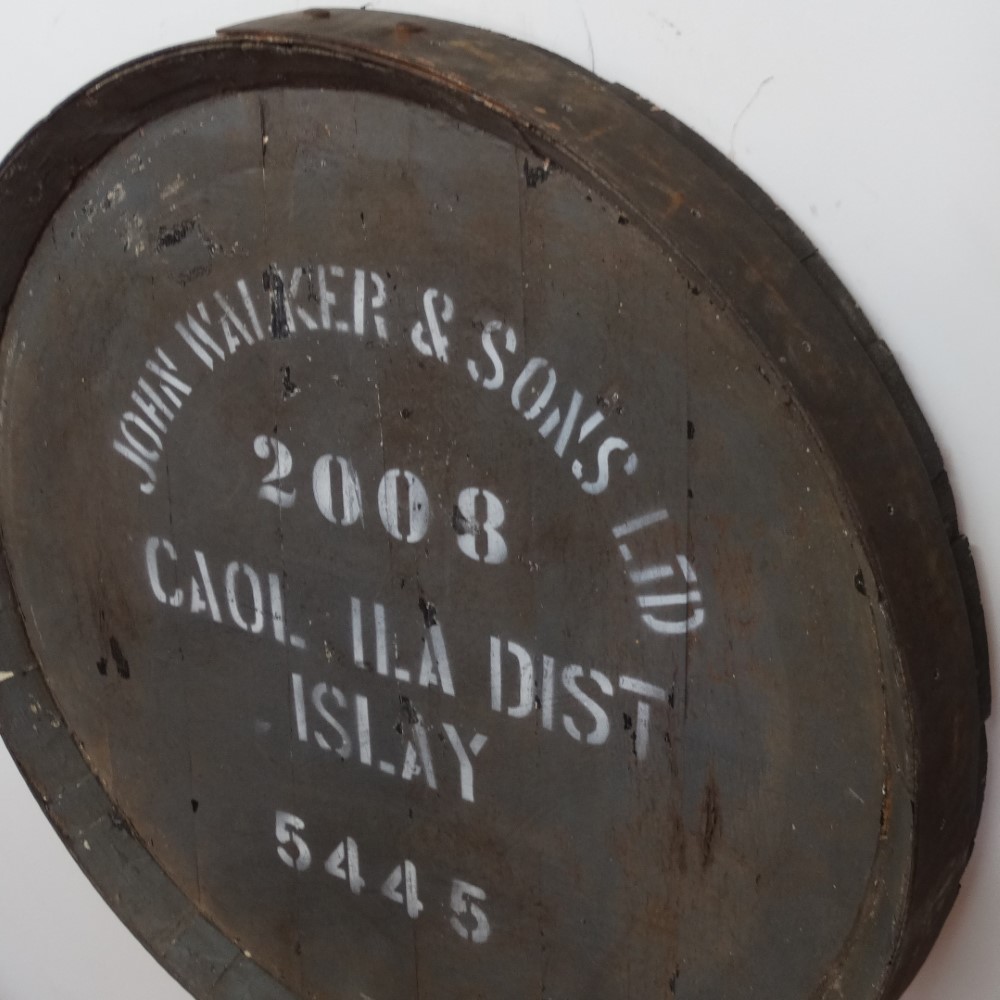 JOHN WALKER & SONS LTD
2008
CAOL ILA DIST
ISLAY
5445